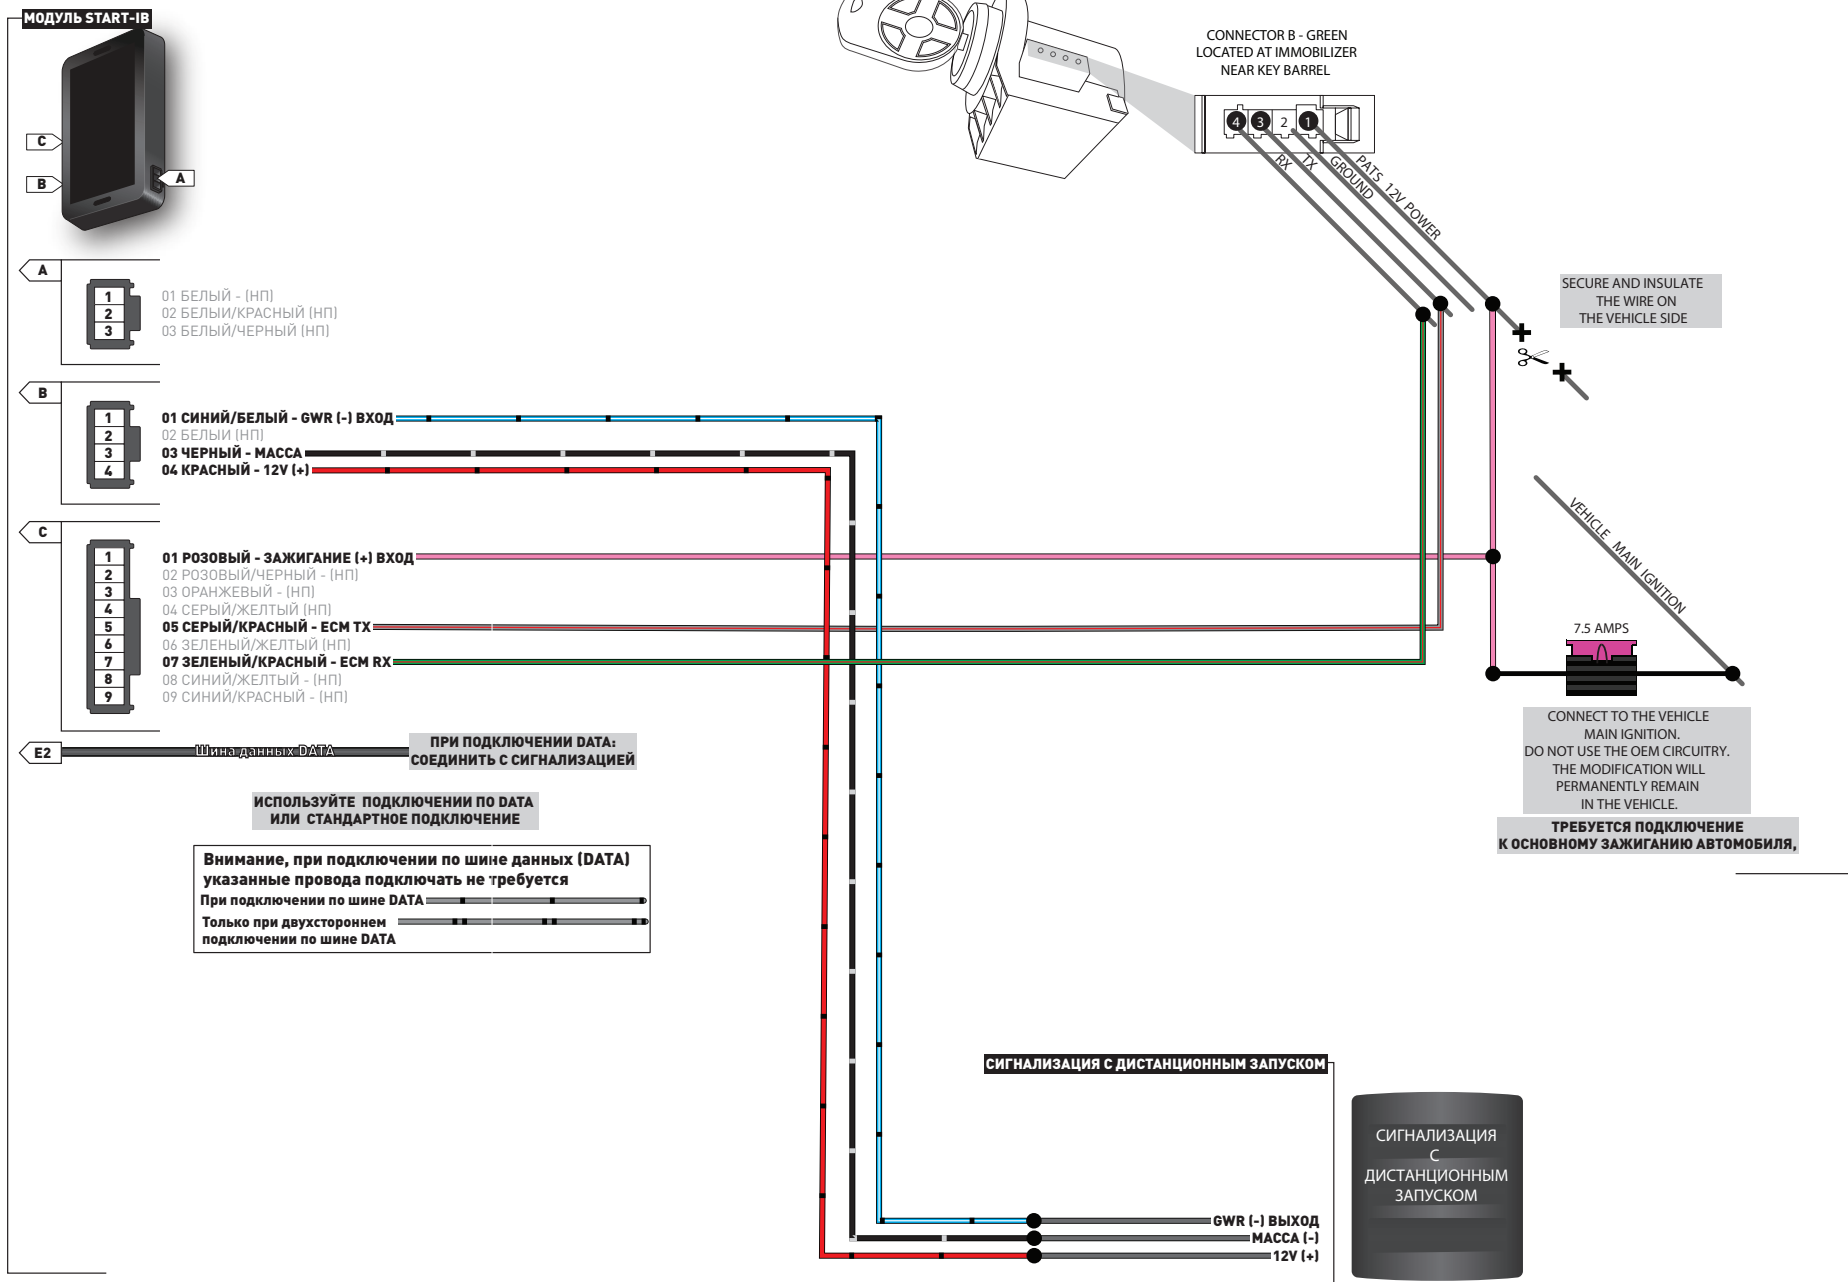 МОДУЛЬ START-IB
C
B
A
CONNECTOR B - GREEN
LOCATED AT IMMOBILIZER
NEAR KEY BARREL
4
3
2
1
RX
TX
GROUND
PATS 12V POWER
SECURE AND INSULATE
THE WIRE ON
THE VEHICLE SIDE
A
1
2
3
01 БЕЛЫЙ - (НП)
02 БЕЛЫИ/КРАСНЫЙ (НП)
03 БЕЛЫЙ/ЧЕРНЫЙ (НП)
B
1
2
3
4
01 СИНИЙ/БЕЛЫЙ - GWR (-) ВХОД
02 БЕЛЫИ (НП)
03 ЧЕРНЫЙ - МАССА
04 КРАСНЫЙ - 12V (+)
C
1
2
3
4
5
6
7
8
9
01 РОЗОВЫЙ - ЗАЖИГАНИЕ (+) ВХОД
02 РОЗОВЫЙ/ЧЕРНЫЙ - (НП)
03 ОРАНЖЕВЫЙ - (НП)
04 СЕРЫЙ/ЖЕЛТЫЙ (НП)
05 СЕРЫЙ/КРАСНЫЙ - ECM TX
06 ЗЕЛЕНЫЙ/ЖЕЛТЫЙ (НП)
07 ЗЕЛЕНЫЙ/КРАСНЫЙ - ECM RX
08 СИНИЙ/ЖЕЛТЫЙ - (НП)
09 СИНИЙ/КРАСНЫЙ - (НП)
VEHICLE MAIN IGNITION
7.5 AMPS
CONNECT TO THE VEHICLE
MAIN IGNITION.
DO NOT USE THE OEM CIRCUITRY.
THE MODIFICATION WILL
PERMANENTLY REMAIN
IN THE VEHICLE.
ТРЕБУЕТСЯ ПОДКЛЮЧЕНИЕ
К ОСНОВНОМУ ЗАЖИГАНИЮ АВТОМОБИЛЯ,
E2
Шина данных DATA
ПРИ ПОДКЛЮЧЕНИИ DATA:
СОЕДИНИТЬ С СИГНАЛИЗАЦИЕЙ
ИСПОЛЬЗУЙТЕ ПОДКЛЮЧЕНИИ ПО DATA
ИЛИ СТАНДАРТНОЕ ПОДКЛЮЧЕНИЕ
Внимание, при подключении по шине данных (DATA)
указанные провода подключать не требуется
При подключении по шине DATA
Только при двухстороннем
подключении по шине DATA
СИГНАЛИЗАЦИЯ С ДИСТАНЦИОННЫМ ЗАПУСКОМ
СИГНАЛИЗАЦИЯ
С
ДИСТАНЦИОННЫМ
ЗАПУСКОМ
GWR (-) ВЫХОД
МАССА (-)
12V (+)